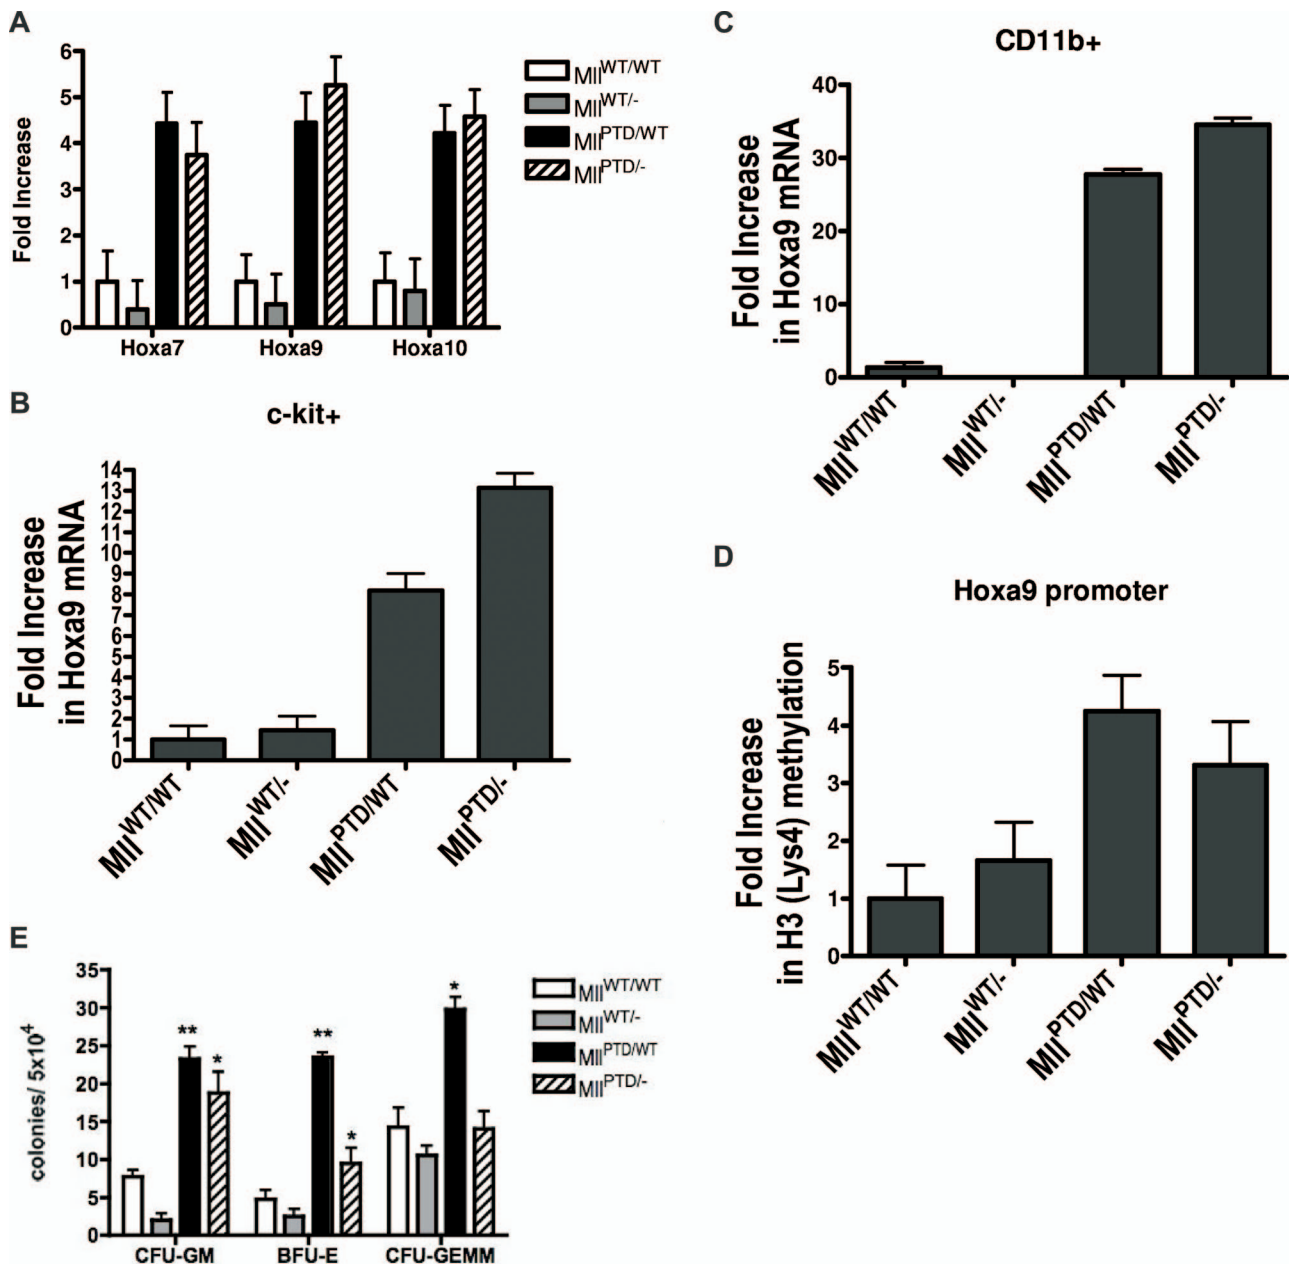 A
Fold Increase
6
5
4
3
2
1
0
Hoxa7 Hoxa9 Hoxa10
Mll^WT/WT
Mll^WT/-
Mll^PTD/WT
Mll^PTD/-
B
c-kit+
Fold Increase
in Hoxa9 mRNA
14
13
12
11
10
9
8
7
6
5
4
3
2
1
0
Mll^WT/WT
Mll^WT/-
Mll^PTD/WT
Mll^PTD/-
C
CD11b+
Fold Increase
in Hoxa9 mRNA
40
30
20
10
0
Mll^WT/WT
Mll^WT/-
Mll^PTD/WT
Mll^PTD/-
D
Hoxa9 promoter
Fold Increase
in H3 (Lys4) methylation
5
4
3
2
1
0
Mll^WT/WT
Mll^WT/-
Mll^PTD/WT
Mll^PTD/-
E
colonies/ 5x10^4
35
30
25
20
15
10
5
0
** * ** * *
CFU-GM BFU-E CFU-GEMM
Mll^WT/WT
Mll^WT/-
Mll^PTD/WT
Mll^PTD/-